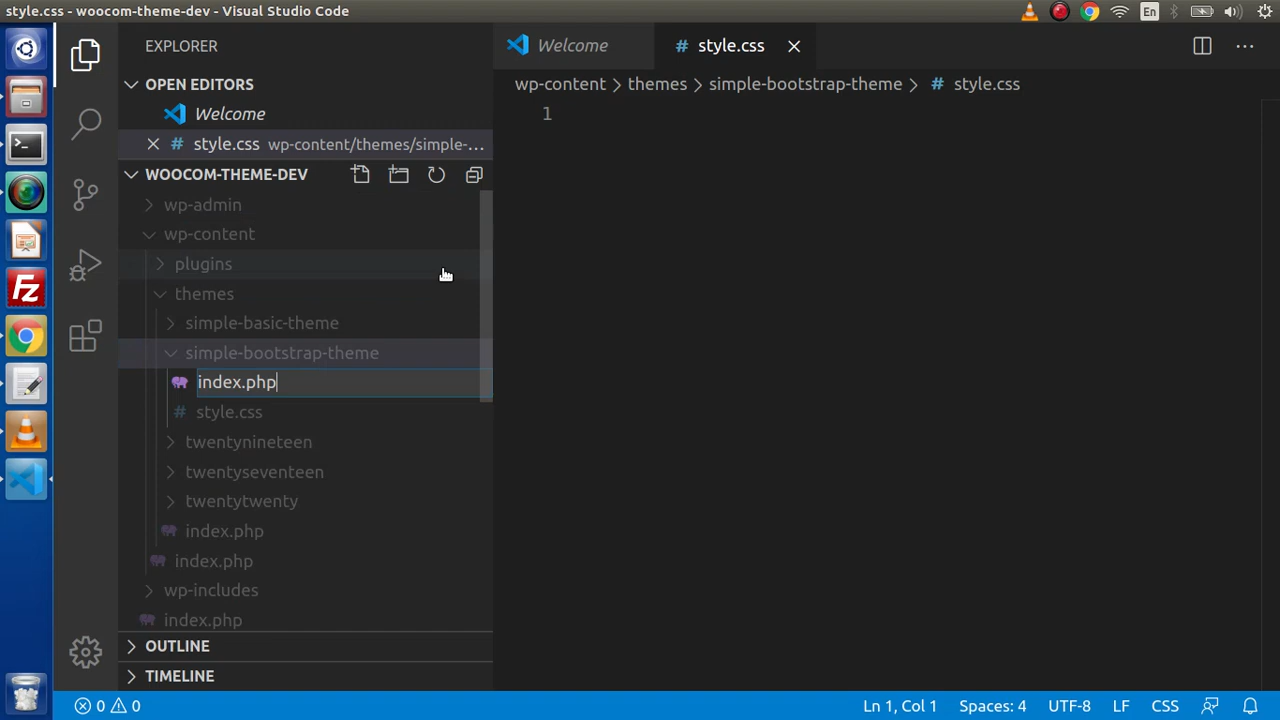 style.css - woocom-theme-dev - Visual Studio Code
En
EXPLORER
Welcome
style.css
OPEN EDITORS
wp-content > themes > simple-bootstrap-theme > # style.css
Welcome
1
# style.css wp-content/themes/simple-...
WOOCOM-THEME-DEV
wp-admin
wp-content
plugins
themes
simple-basic-theme
simple-bootstrap-theme
index.php
# style.css
twentynineteen
twentyseventeen
twentytwenty
index.php
index.php
wp-includes
index.php
OUTLINE
TIMELINE
0 0
Ln 1, Col 1 Spaces: 4 UTF-8 LF CSS